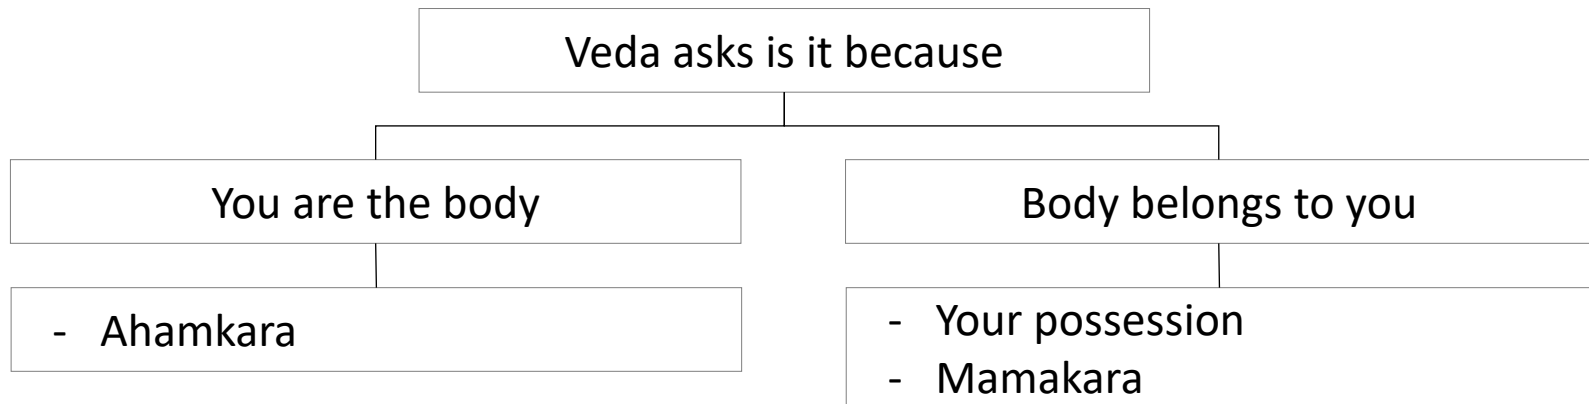 Veda asks is it because
You are the body
Body belongs to you
- Ahamkara
- Your possession
- Mamakara